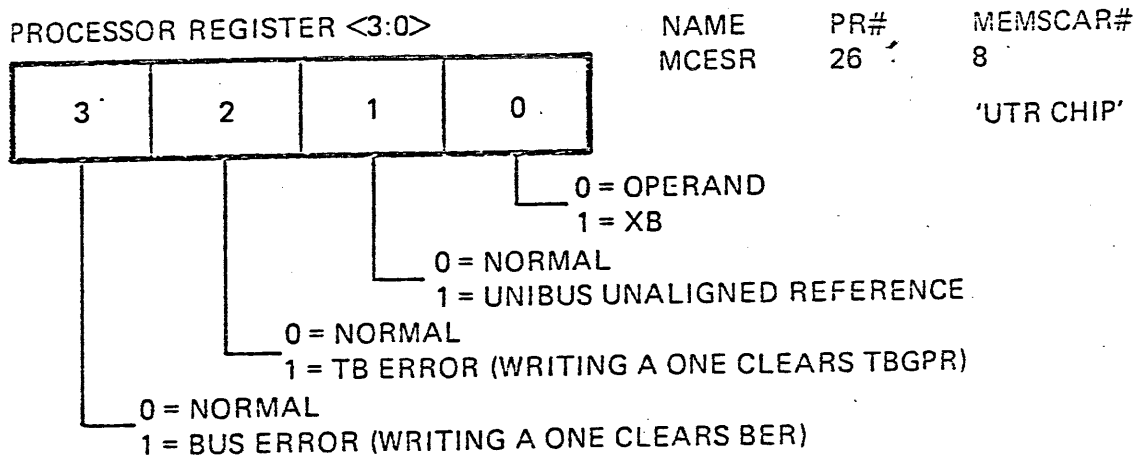 PROCESSOR REGISTER <3:0> NAME PR# MEMSCAR#
MCESR 26 8
3 2 1 0
'UTR CHIP'
0 = OPERAND
1 = XB
0 = NORMAL
1 = UNIBUS UNALIGNED REFERENCE
0 = NORMAL
1 = TB ERROR (WRITING A ONE CLEARS TBGPR)
0 = NORMAL
1 = BUS ERROR (WRITING A ONE CLEARS BER)